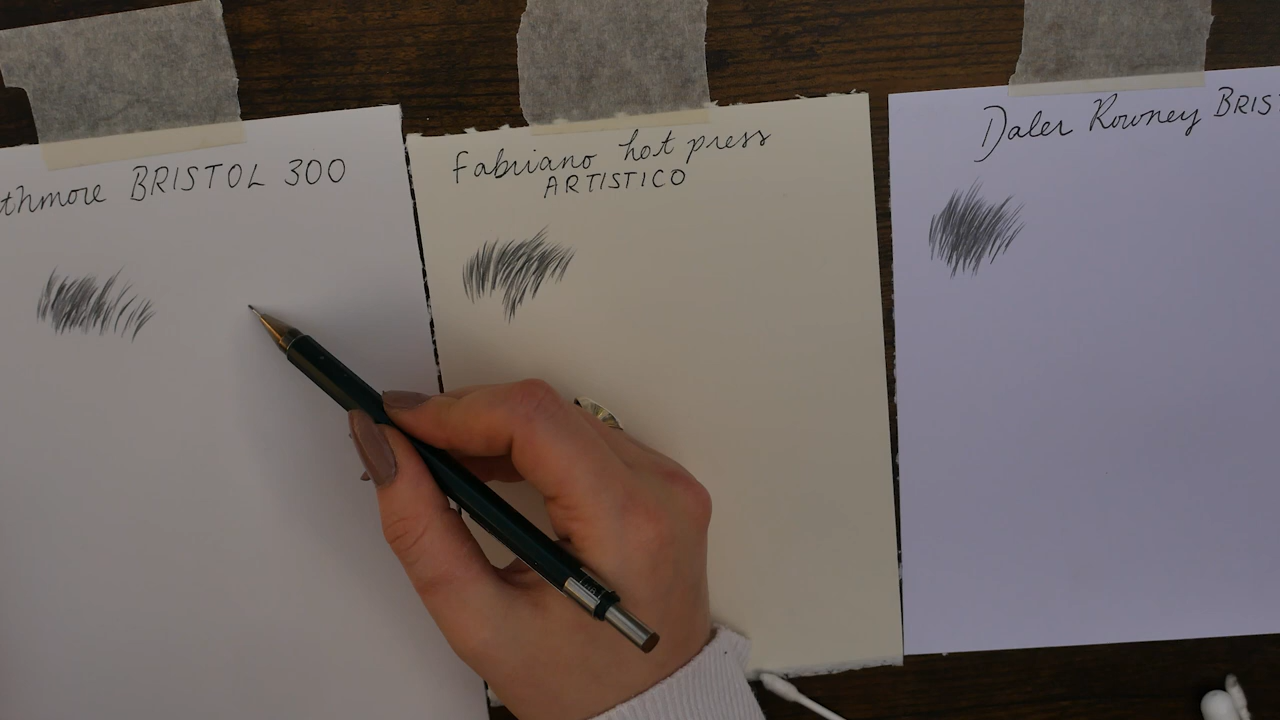 thmore BRISTOL 300
Fabriano hot press
ARTISTICO
Daler Rowney BRIS